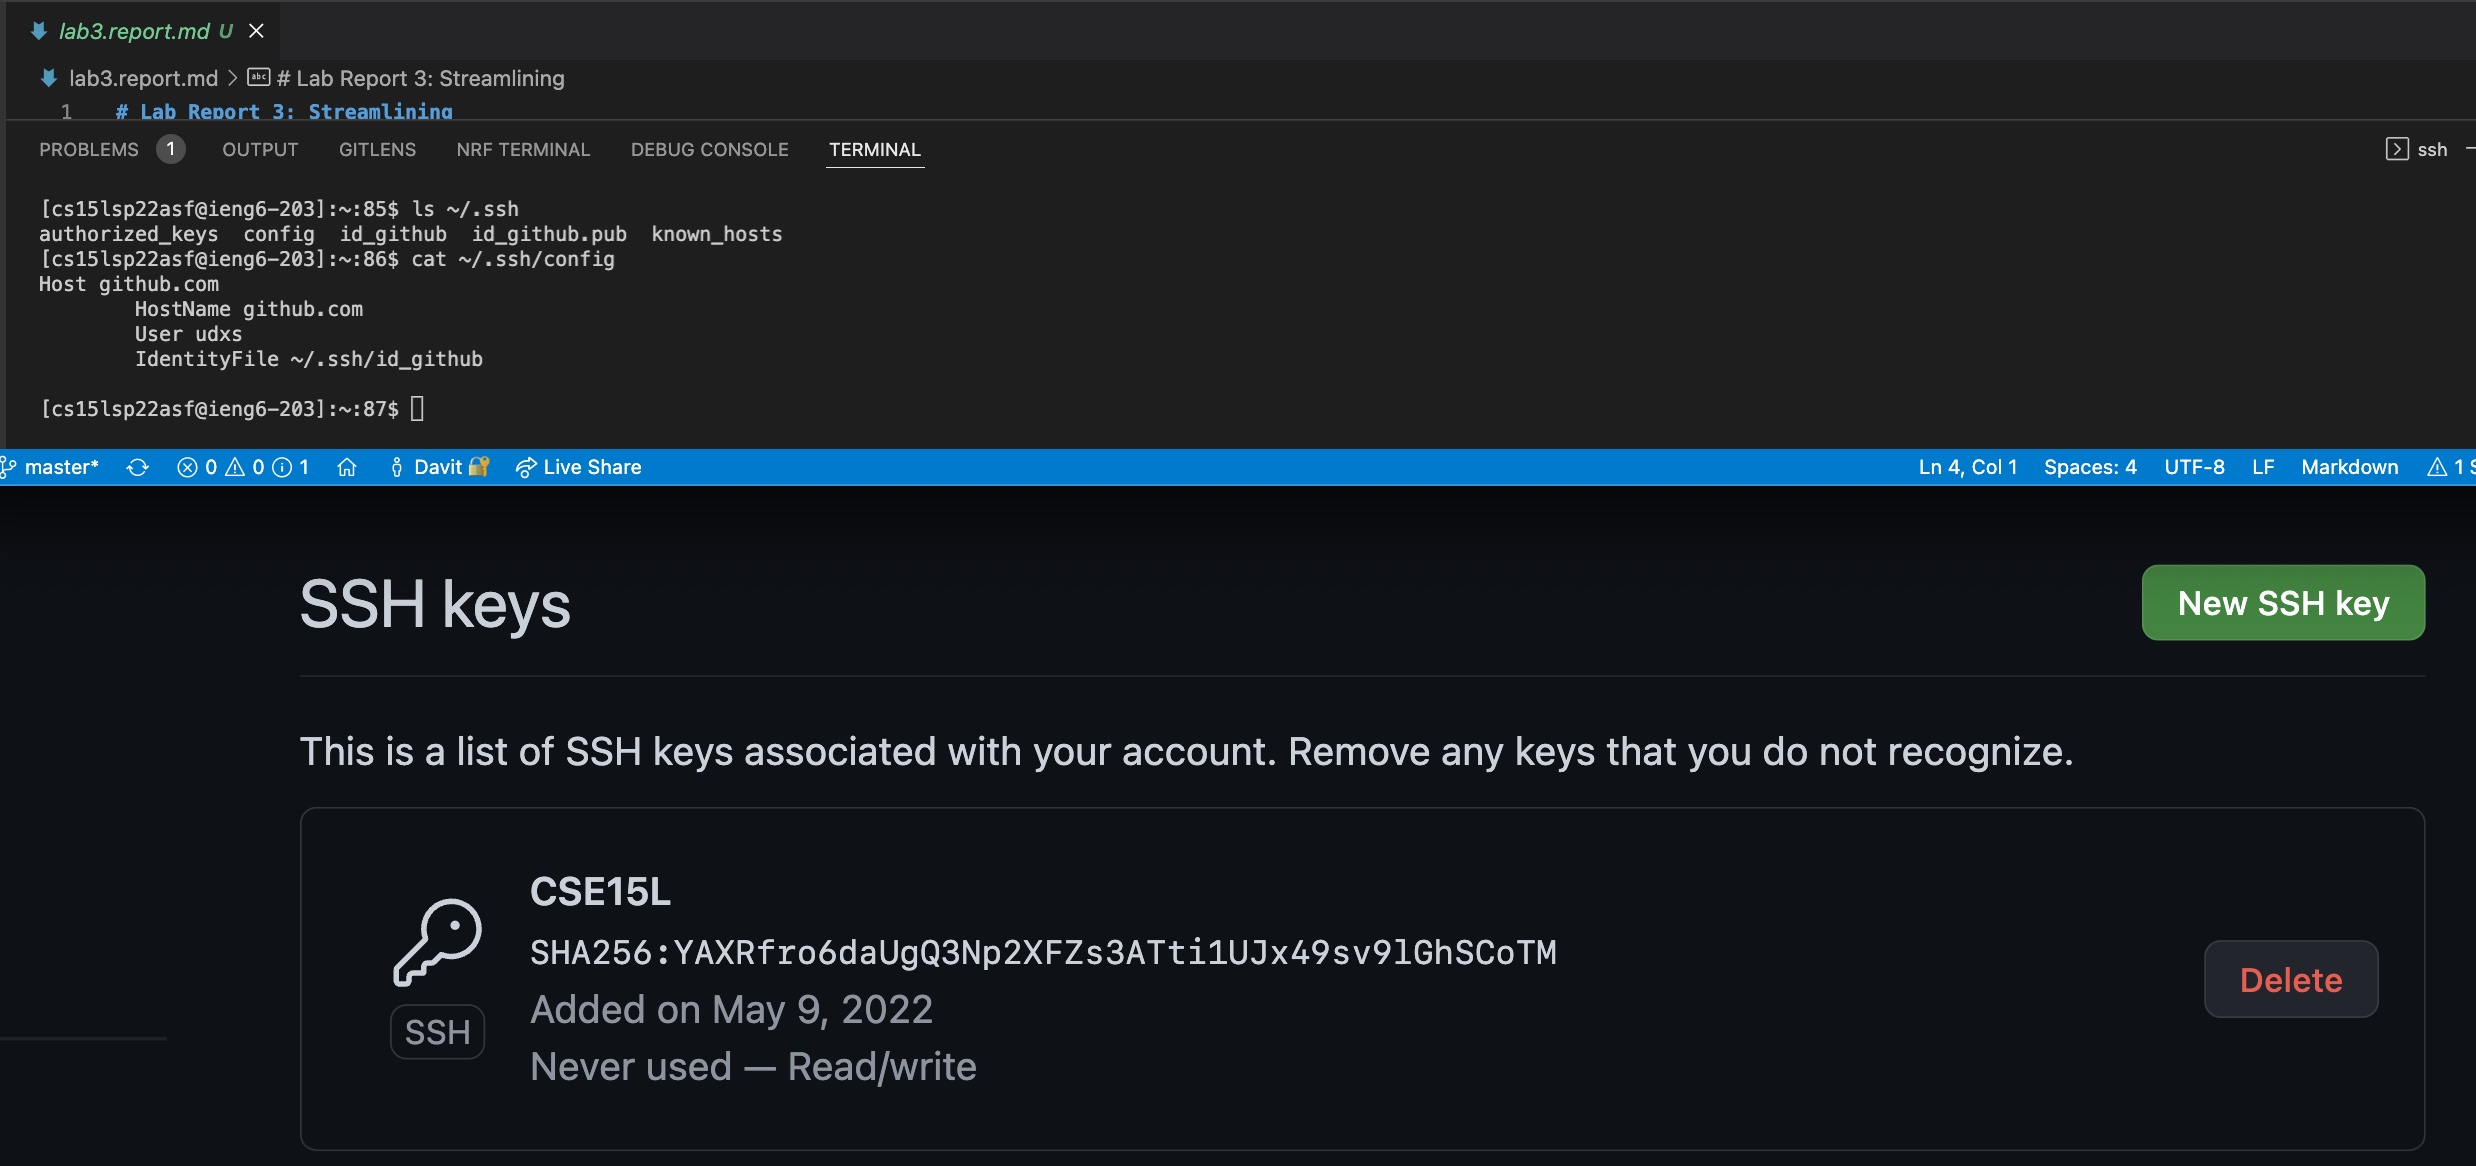 lab3.report.md U
lab3.report.md > # Lab Report 3: Streamlining
1 # Lab Report 3: Streamlining
PROBLEMS 1 OUTPUT GITLENS NRF TERMINAL DEBUG CONSOLE TERMINAL ssh
[cs15lsp22asf@ieng6-203]:~:85$ ls ~/.ssh
authorized_keys config id_github id_github.pub known_hosts
[cs15lsp22asf@ieng6-203]:~:86$ cat ~/.ssh/config
Host github.com
HostName github.com
User udxs
IdentityFile ~/.ssh/id_github
[cs15lsp22asf@ieng6-203]:~:87$
master* 0 0 1 Davit Live Share Ln 4, Col 1 Spaces: 4 UTF-8 LF Markdown 1 S
SSH keys
New SSH key
This is a list of SSH keys associated with your account. Remove any keys that you do not recognize.
CSE15L
SHA256:YAXRfro6daUgQ3Np2XFZs3ATti1UJx49sv9lGhSCoTM
Added on May 9, 2022
Never used — Read/write
SSH
Delete